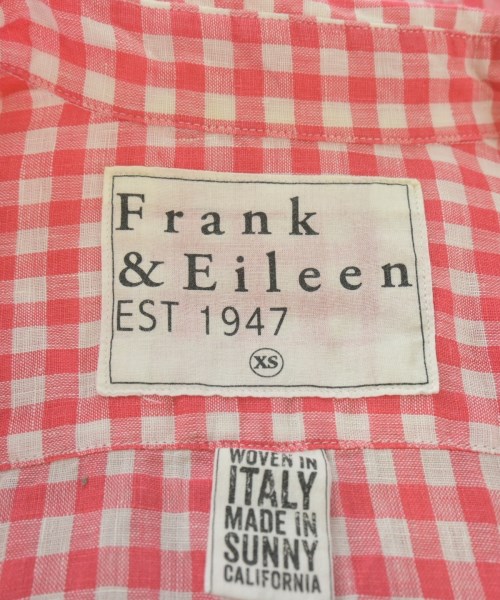 Frank
& Eileen
EST 1947
XS
WOVEN IN
ITALY
MADE IN
SUNNY
CALIFORNIA